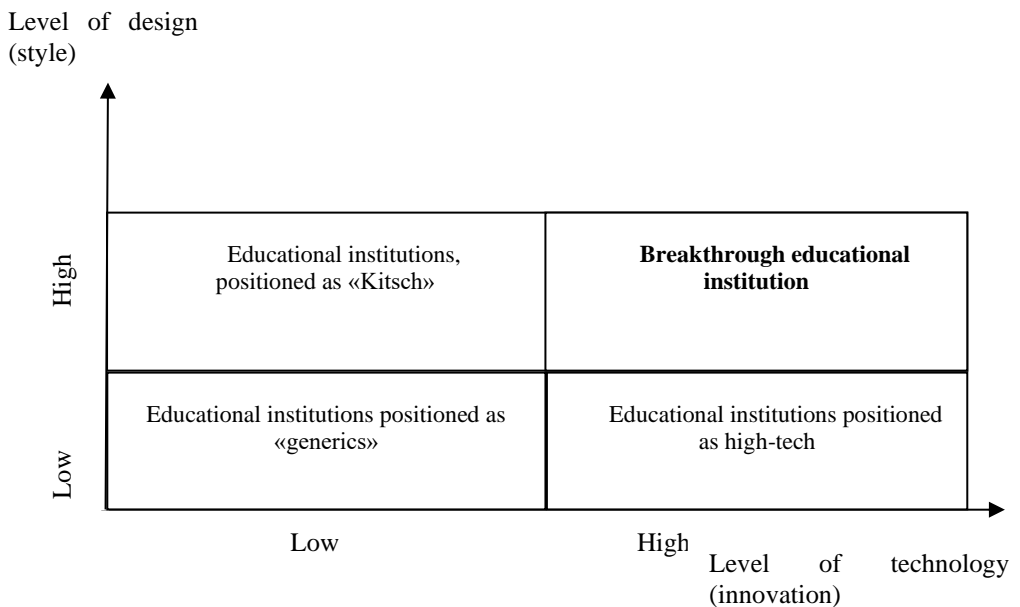 Level of design
(style)
High
Educational institutions,
positioned as «Kitsch»
Breakthrough educational
institution
Low
Educational institutions positioned as
«generics»
Educational institutions positioned
as high-tech
Low
High
Level of technology
(innovation)